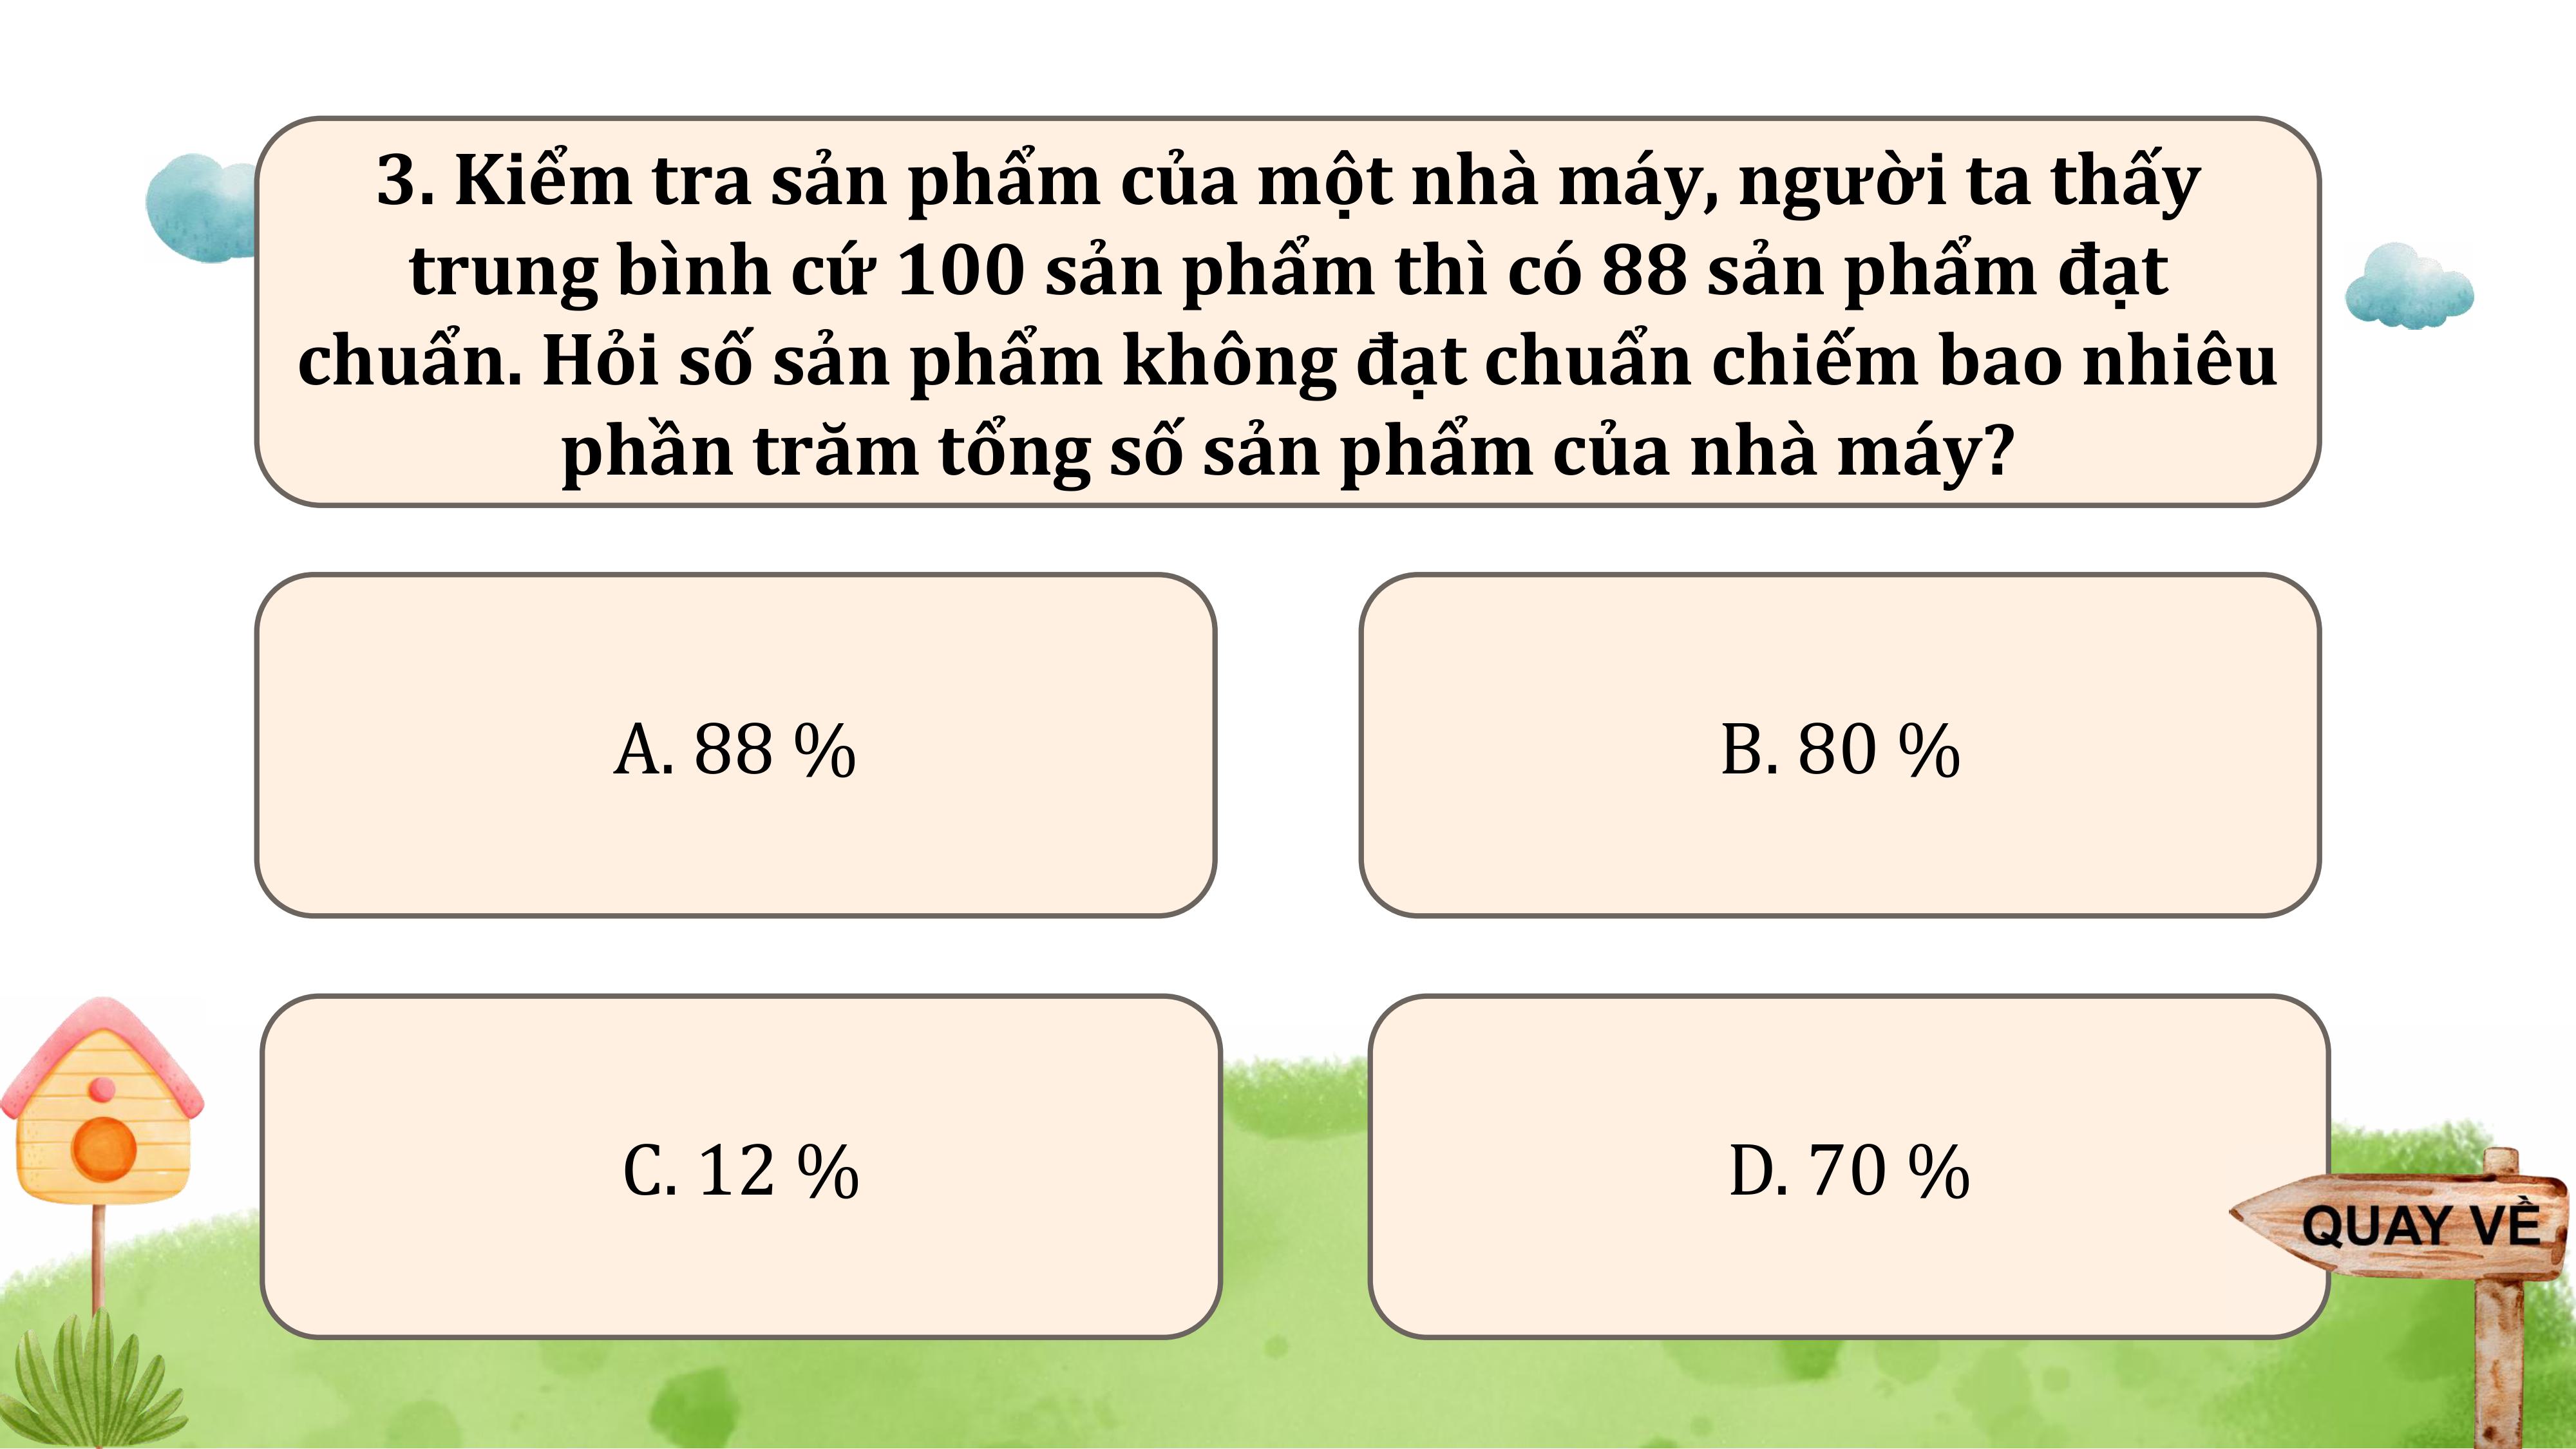 3. Kiểm tra sản phẩm của một nhà máy, người ta thấy
trung bình cứ 100 sản phẩm thì có 88 sản phẩm đạt
chuẩn. Hỏi số sản phẩm không đạt chuẩn chiếm bao nhiêu
phần trăm tổng số sản phẩm của nhà máy?
A. 88 %
B. 80 %
C. 12 %
D. 70 %
QUAY VỀ